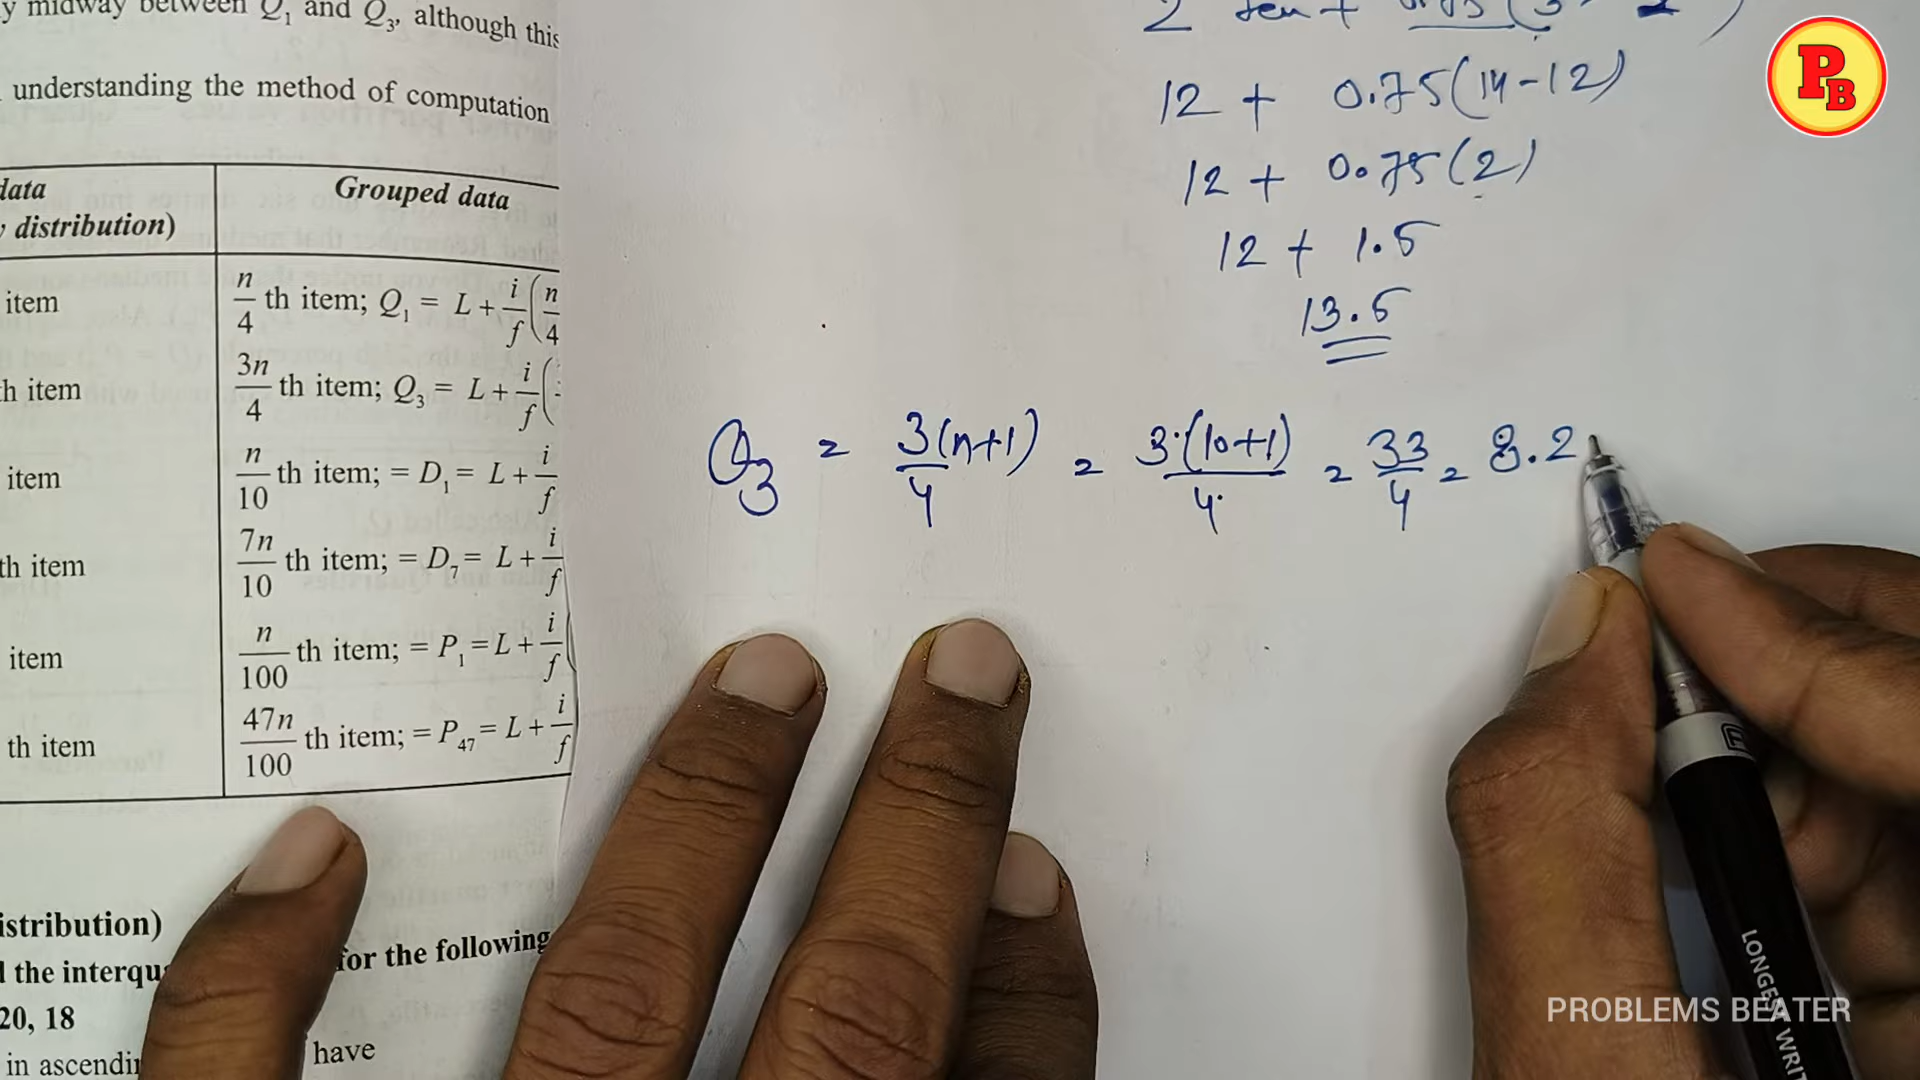 y midway between Q₁ and Q₃, although this
understanding the method of computation
data
distribution)
Grouped data
item
n/4 th item; Q₁ = L + i/f (n/4
h item
3n/4 th item; Q₃ = L + i/f (
item
n/10 th item; = D₁ = L + i/f
th item
7n/10 th item; = D₇ = L + i/f
item
n/100 th item; = P₁ = L + i/f (
th item
47n/100 th item; = P₄₇ = L + i/f
istribution)
the interqu
for the following
20, 18
in ascendin
have
12 + 0.75(14-12)
12 + 0.75(2)
12 + 1.5
13.5
Q₃ = 3(n+1)/4 = 3·(10+1)/4 = 33/4 = 8.2
PB
LONGEST WRIT
PROBLEMS BEATER